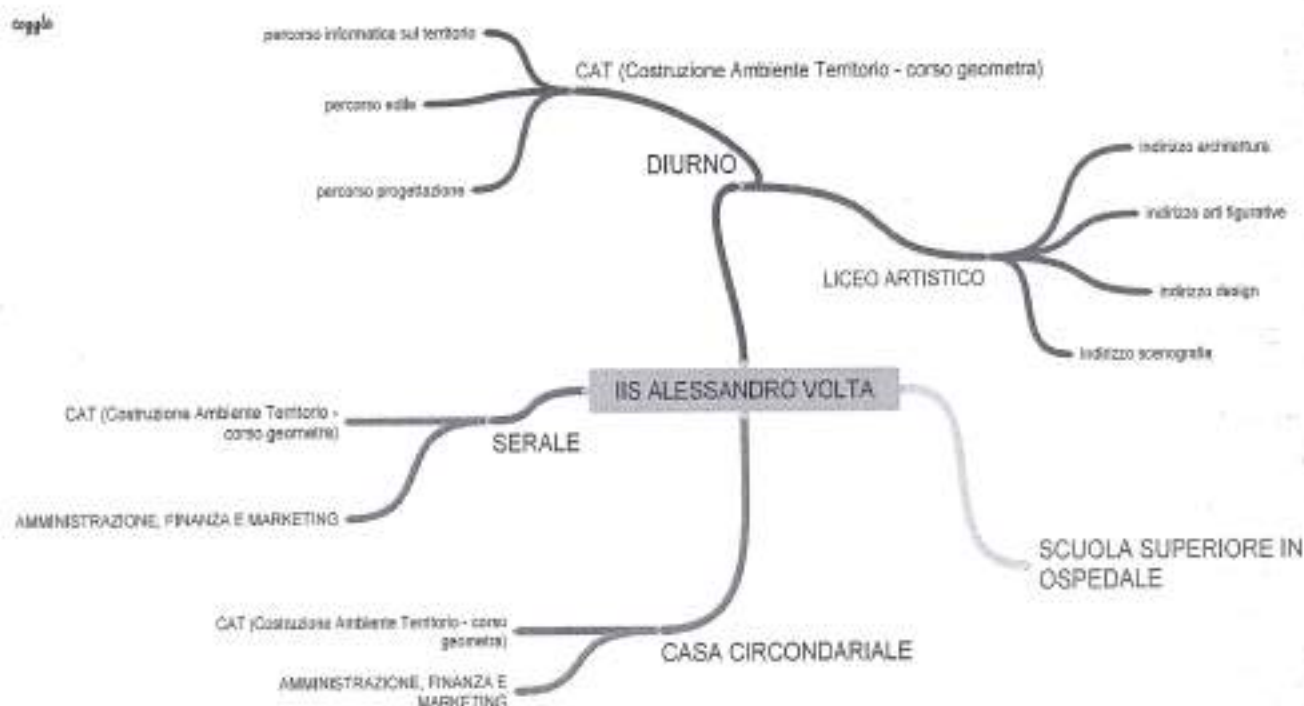 coggle
percorso informatica sul territorio
CAT (Costruzione Ambiente Territorio - corso geometra)
percorso edile
DIURNO
percorso progettazione
indirizzo architettura
indirizzo arti figurative
LICEO ARTISTICO
indirizzo design
indirizzo scenografia
IIS ALESSANDRO VOLTA
CAT (Costruzione Ambiente Territorio -
corso geometra)
SERALE
AMMINISTRAZIONE, FINANZA E MARKETING
SCUOLA SUPERIORE IN
OSPEDALE
CAT (Costruzione Ambiente Territorio - corso
geometra)
CASA CIRCONDARIALE
AMMINISTRAZIONE, FINANZA E
MARKETING